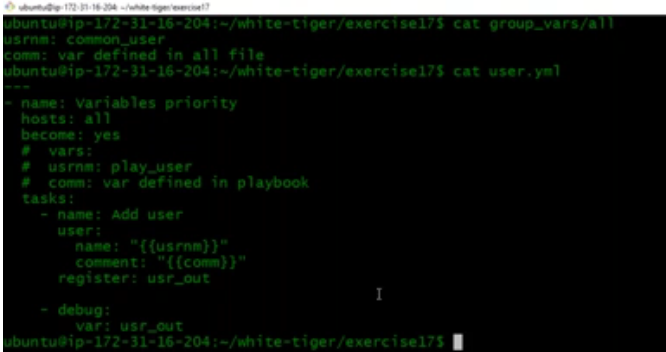 ubuntu@ip-172-31-16-204: ~/white-tiger/exercise17
ubuntu@ip-172-31-16-204:~/white-tiger/exercise17$ cat group_vars/all
usrnm: common_user
comm: var defined in all file
ubuntu@ip-172-31-16-204:~/white-tiger/exercise17$ cat user.yml
---
- name: Variables priority
  hosts: all
  become: yes
  #  vars:
  #  usrnm: play_user
  #  comm: var defined in playbook
  tasks:
    - name: Add user
      user:
        name: "{{usrnm}}"
        comment: "{{comm}}"
      register: usr_out

    - debug:
        var: usr_out
ubuntu@ip-172-31-16-204:~/white-tiger/exercise17$